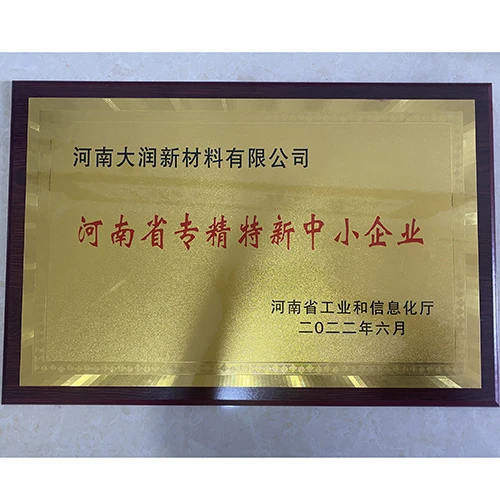 河南大润新材料有限公司
河南省专精特新中小企业
河南省工业和信息化厅
二〇二二年六月